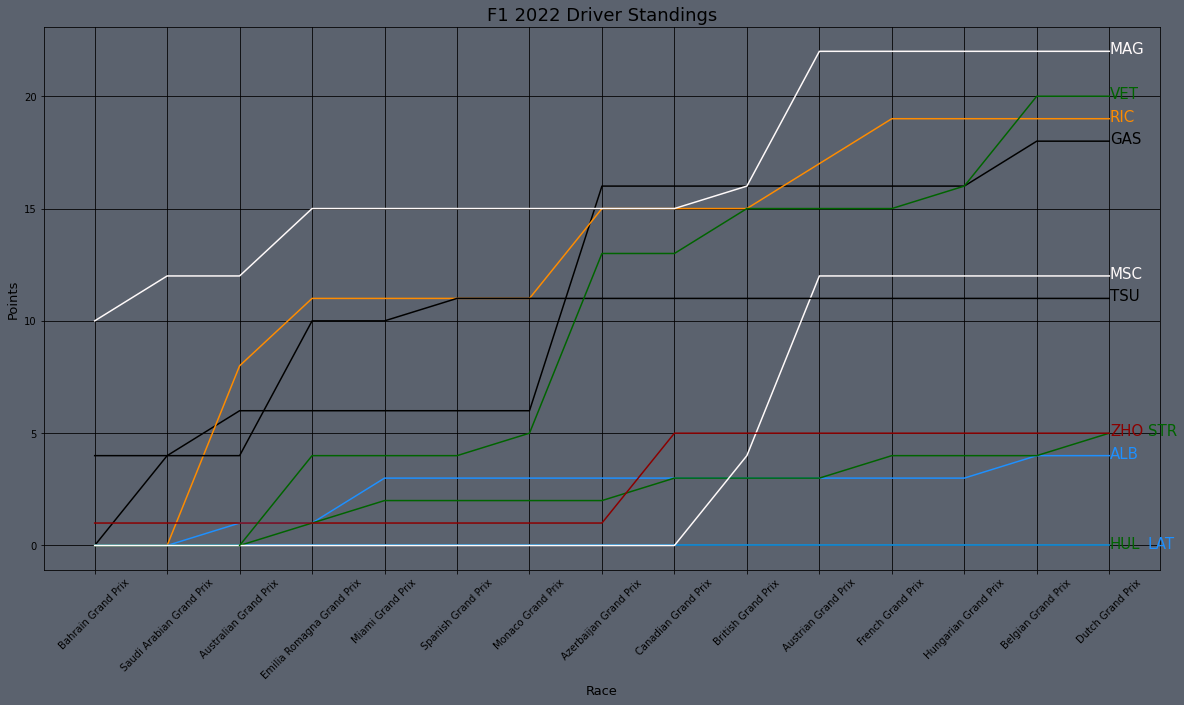 F1 2022 Driver Standings
MAG
VET
20
RIC
GAS
15
MSC
TSU
Points
10
5
ZHO STR
ALB
0
HUL LAT
Bahrain Grand Prix
Saudi Arabian Grand Prix
Australian Grand Prix
Emilia Romagna Grand Prix
Miami Grand Prix
Spanish Grand Prix
Monaco Grand Prix
Azerbaijan Grand Prix
Canadian Grand Prix
British Grand Prix
Austrian Grand Prix
French Grand Prix
Hungarian Grand Prix
Belgian Grand Prix
Dutch Grand Prix
Race